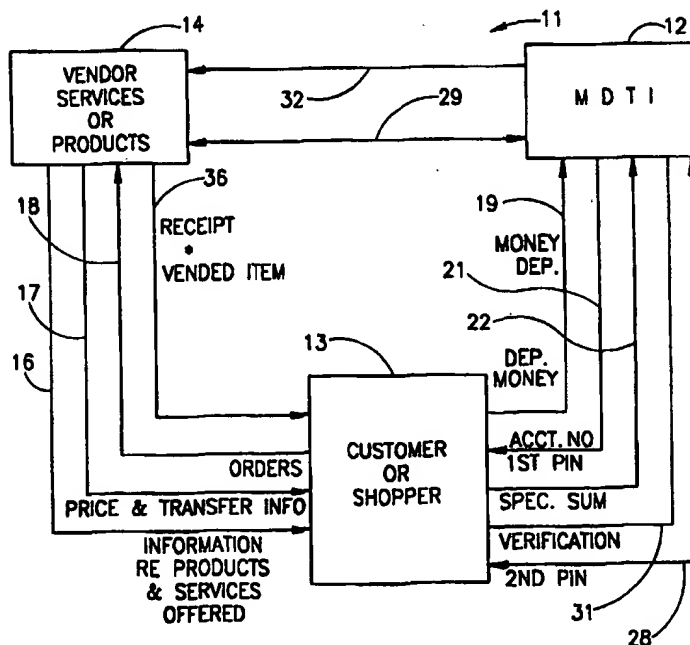 14
11
12
VENDOR
SERVICES
OR
PRODUCTS
MDTI
32
29
36
18
RECEIPT
*
VENDED ITEM
19
MONEY
DEP.
21
22
17
16
13
DEP.
MONEY
CUSTOMER
OR
SHOPPER
ORDERS
ACCT. NO
1ST PIN
PRICE & TRANSFER INFO
SPEC. SUM
INFORMATION
RE PRODUCTS
& SERVICES
OFFERED
VERIFICATION
2ND PIN
31
28